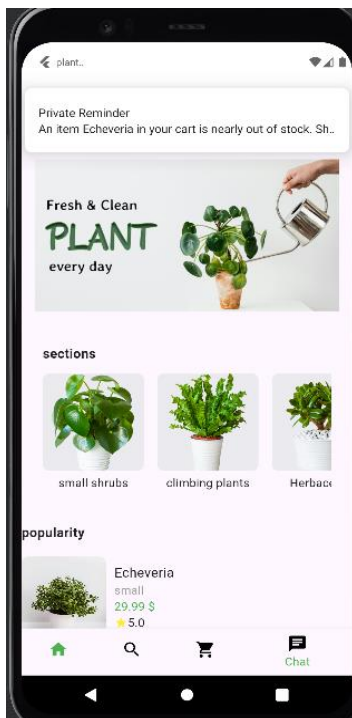 plant..
Private Reminder
An item Echeveria in your cart is nearly out of stock. Sh..
Fresh & Clean
PLANT
every day
sections
small shrubs
climbing plants
Herbace
popularity
Echeveria
small
29.99 $
5.0
Chat